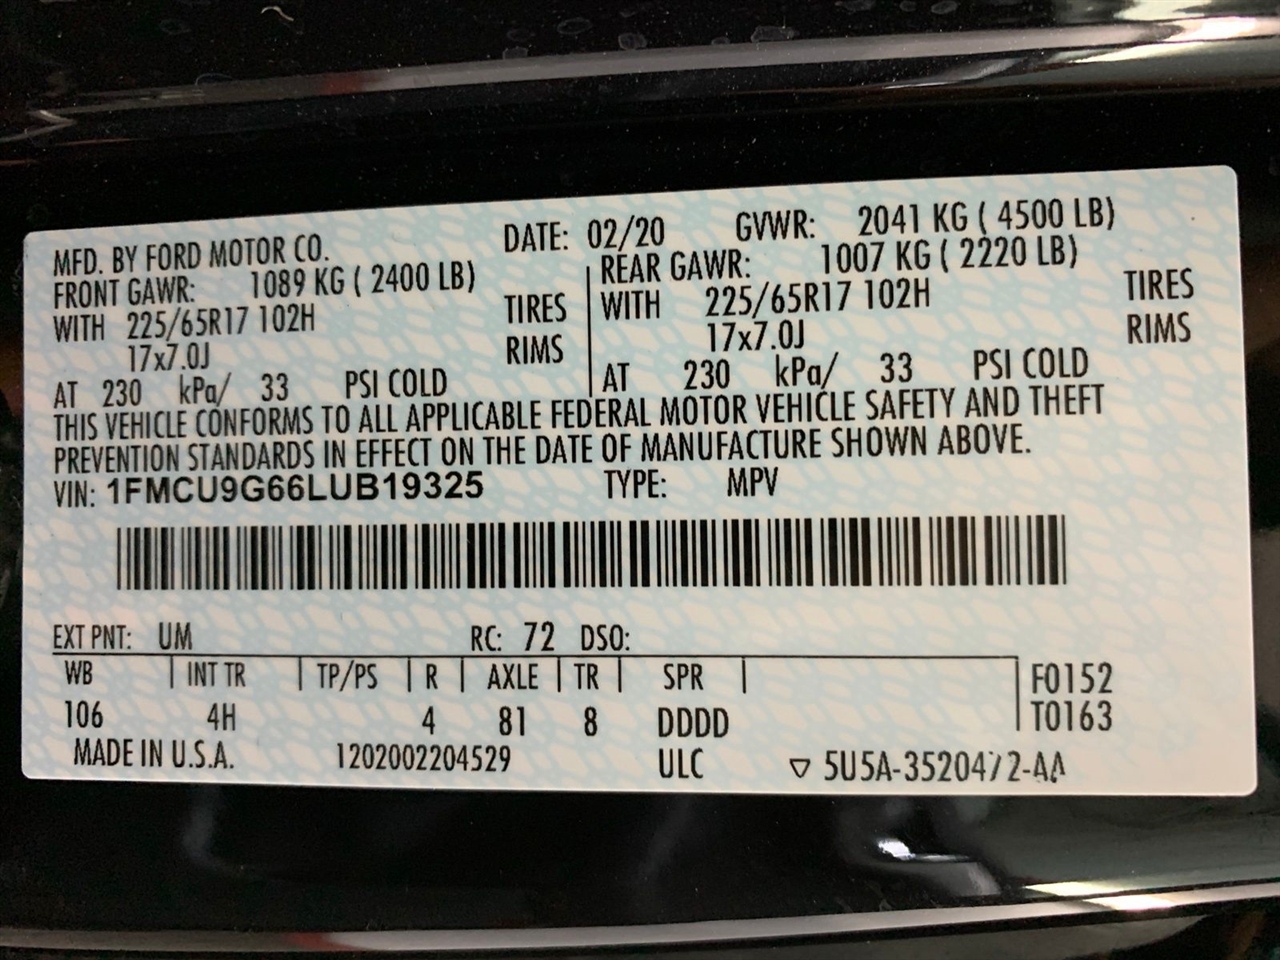 MFD. BY FORD MOTOR CO. DATE: 02/20 GVWR: 2041 KG ( 4500 LB)
FRONT GAWR: 1089 KG ( 2400 LB) REAR GAWR: 1007 KG ( 2220 LB)
WITH 225/65R17 102H TIRES WITH 225/65R17 102H TIRES
17x7.0J RIMS 17x7.0J RIMS
AT 230 kPa/ 33 PSI COLD AT 230 kPa/ 33 PSI COLD
THIS VEHICLE CONFORMS TO ALL APPLICABLE FEDERAL MOTOR VEHICLE SAFETY AND THEFT
PREVENTION STANDARDS IN EFFECT ON THE DATE OF MANUFACTURE SHOWN ABOVE.
VIN: 1FMCU9G66LUB19325 TYPE: MPV
EXT PNT: UM RC: 72 DSO:
WB INT TR TP/PS R AXLE TR SPR F0152
106 4H 4 81 8 DDDD T0163
MADE IN U.S.A. 1202002204529 ULC 5U5A-3520472-AA